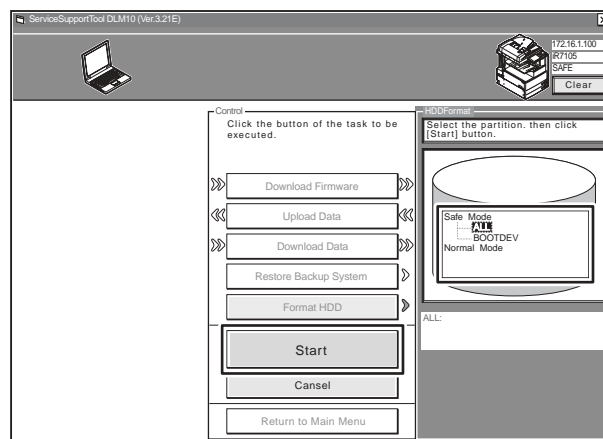 ServiceSupportTool DLM10 (Ver.3.21E)
172.16.1.100
iR7105
SAFE
Clear
Control
Click the button of the task to be
executed.
Download Firmware
Upload Data
Download Data
Restore Backup System
Format HDD
Start
Cansel
Return to Main Menu
HDDFormat
Select the partition. then click
[Start] button.
Safe Mode
ALL
BOOTDEV
Normal Mode
ALL: